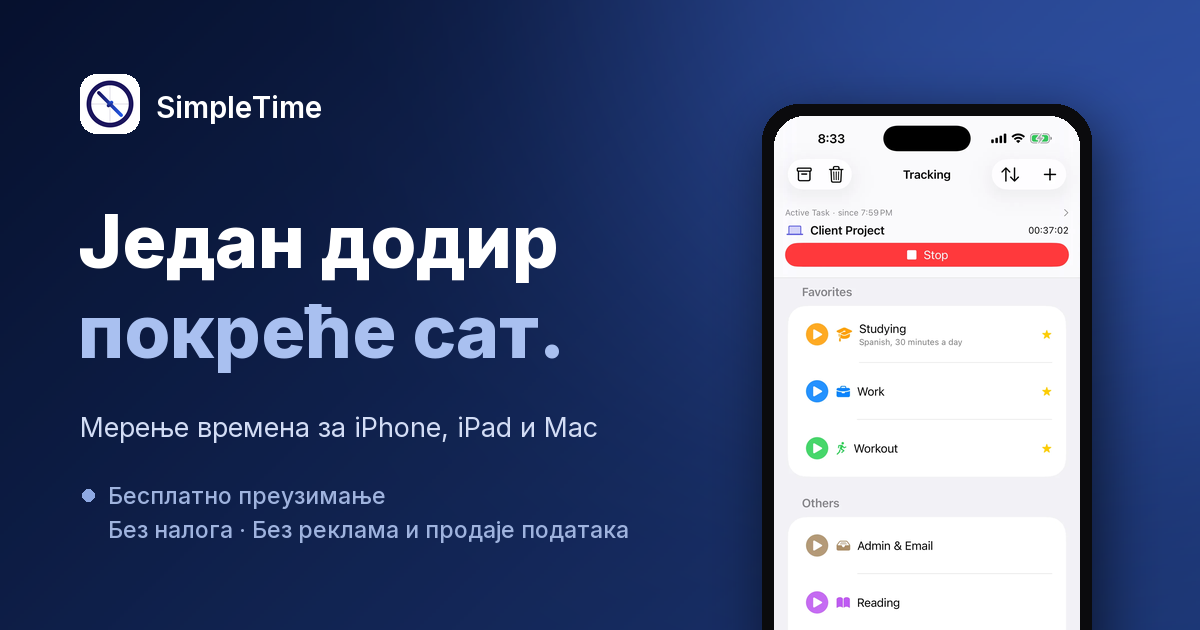 SimpleTime
Један додир
покреће сат.
Мерење времена за iPhone, iPad и Mac
Бесплатно преузимање
Без налога · Без реклама и продаје података
8:33
Tracking
Active Task · since 7:59 PM
Client Project
00:37:02
Stop
Favorites
Studying
Spanish, 30 minutes a day
Work
Workout
Others
Admin & Email
Reading